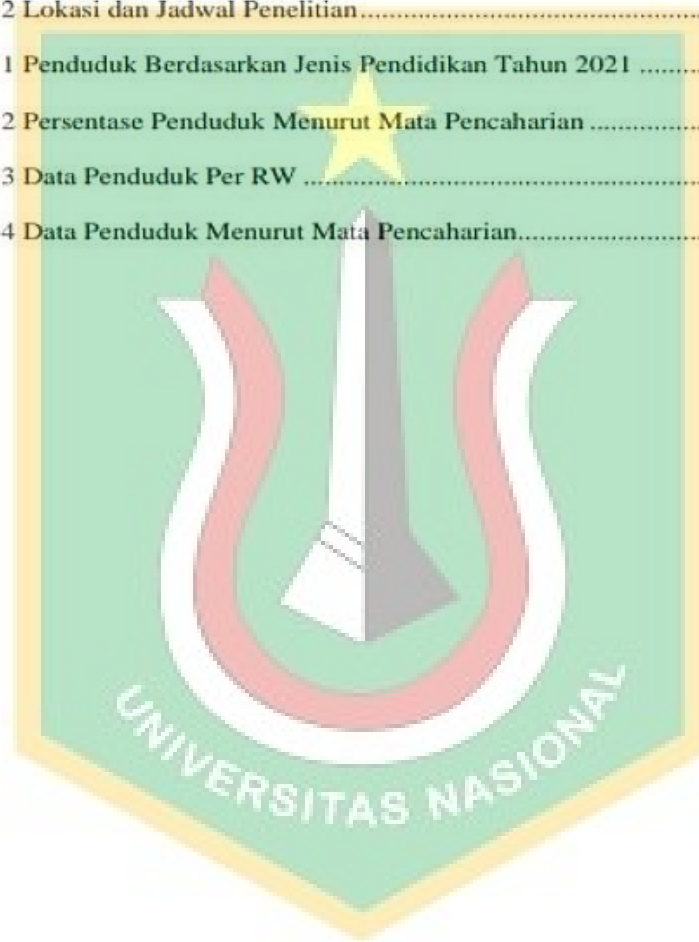 2 Lokasi dan Jadwal Penelitian........................................................
1 Penduduk Berdasarkan Jenis Pendidikan Tahun 2021 ..........
2 Persentase Penduduk Menurut Mata Pencaharian ..................
3 Data Penduduk Per RW ................................................................
4 Data Penduduk Menurut Mata Pencaharian..............................
UNIVERSITAS NASIONAL